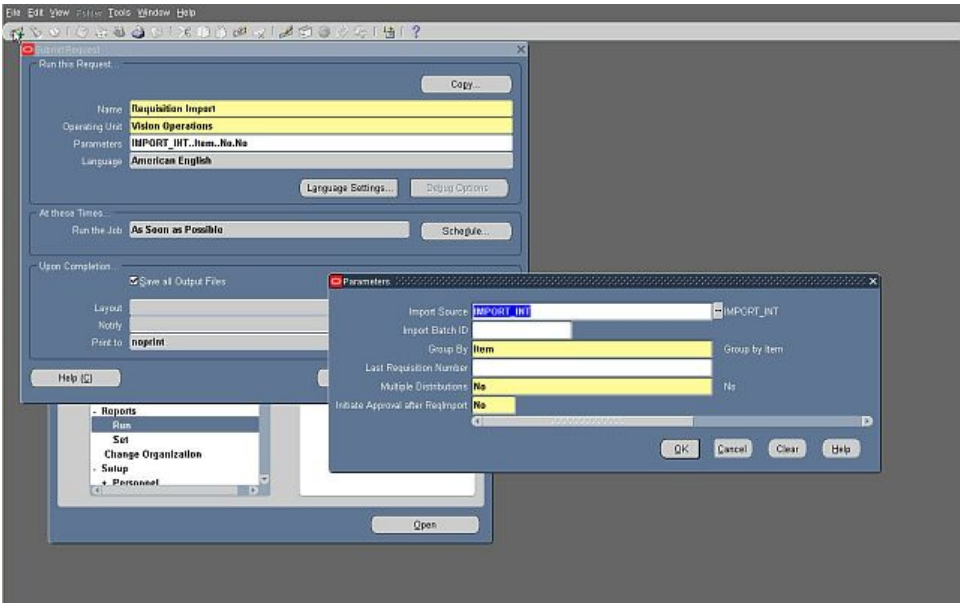 File Edit View Folder Tools Window Help
Submit Request
Run this Request...
Copy...
Name Requisition Import
Operating Unit Vision Operations
Parameters IMPORT_INT..Item..No.No
Language American English
Language Settings... Debug Options
At these Times...
Run the Job As Soon as Possible Schedule...
Upon Completion...
Save all Output Files
Layout
Notify
Print to noprint
Help (C)
Parameters
Import Source IMPORT_INT IMPORT_INT
Import Batch ID
Group By Item Group by Item
Last Requisition Number
Multiple Distributions No No
Initiate Approval after ReqImport No
OK Cancel Clear Help
- Reports
Run
Set
Change Organization
- Setup
+ Personnel
Open